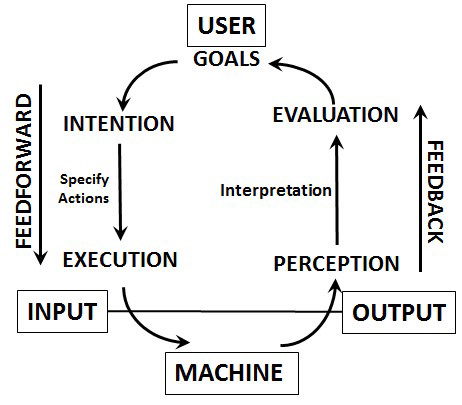 USER
GOALS
INTENTION
EVALUATION
FEEDFORWARD
Specify
Actions
Interpretation
FEEDBACK
EXECUTION
PERCEPTION
INPUT
OUTPUT
MACHINE